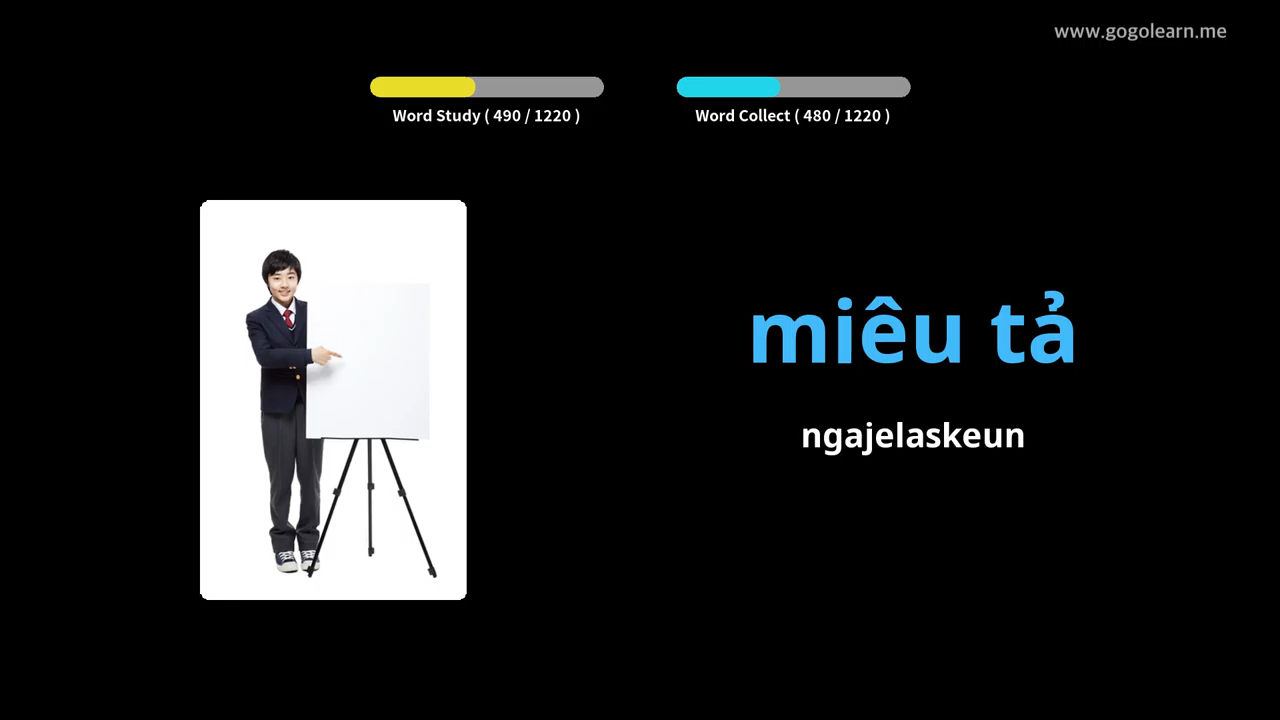 www.gogolearn.me
Word Study ( 490 / 1220 )
Word Collect ( 480 / 1220 )
miêu tả
ngajelaskeun